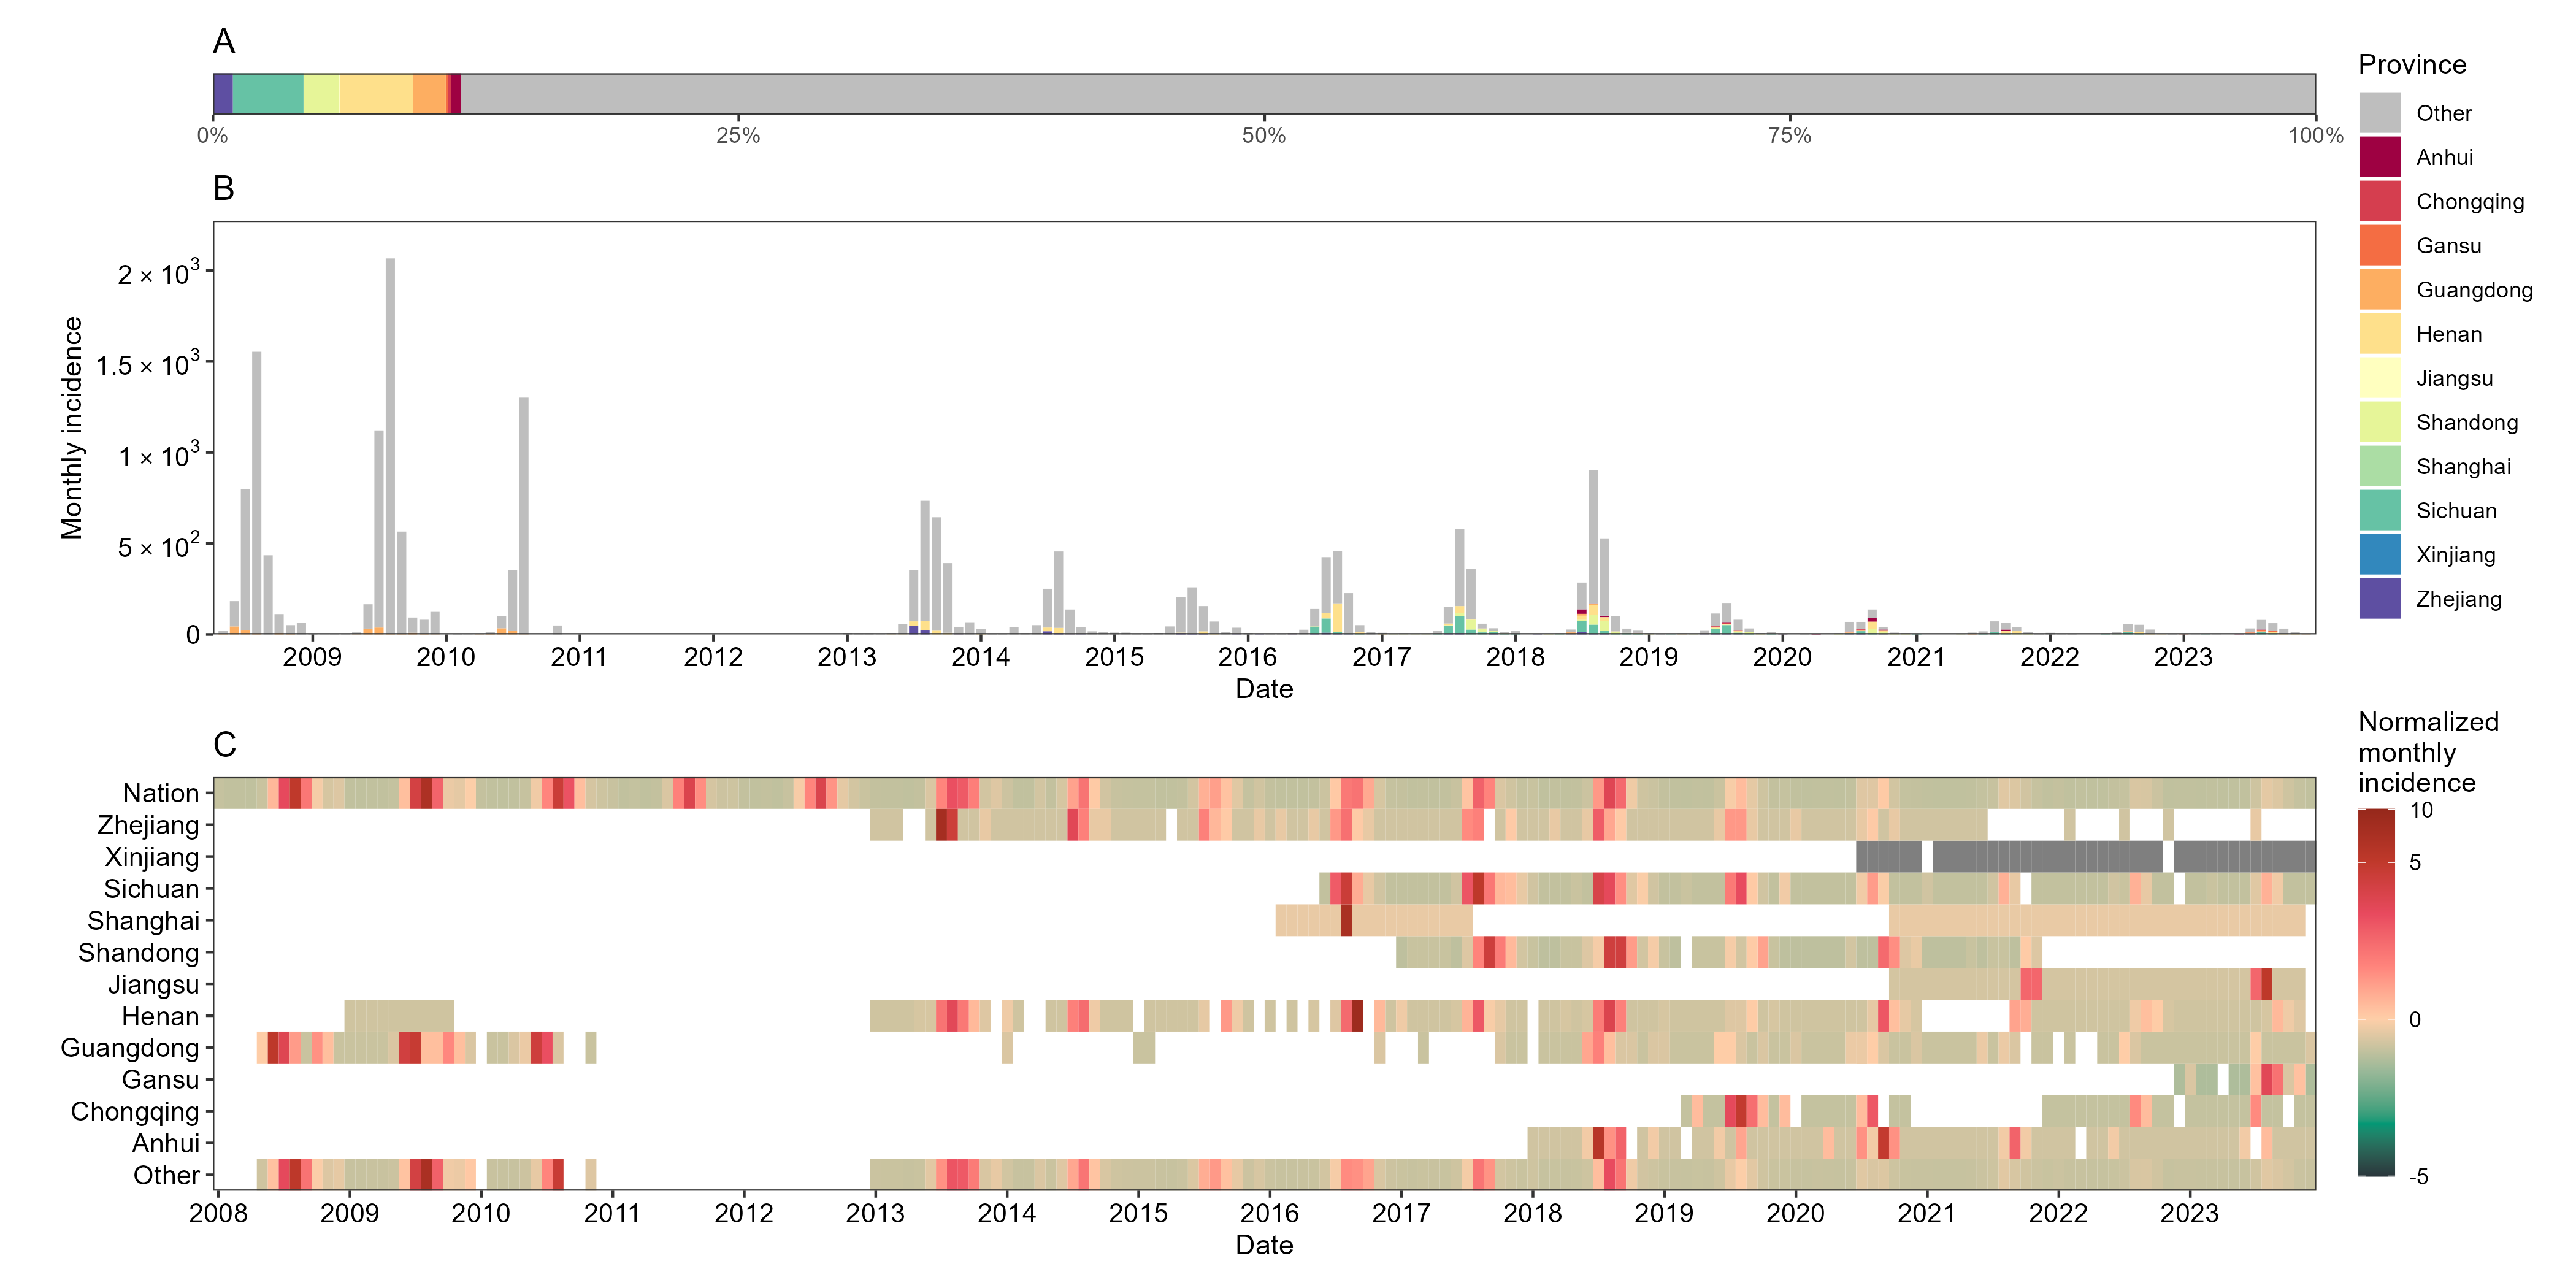 A
0%
25%
50%
75%
100%
Province
Other
Anhui
Chongqing
Gansu
Guangdong
Henan
Jiangsu
Shandong
Shanghai
Sichuan
Xinjiang
Zhejiang
B
Monthly incidence
2 × 10³
1.5 × 10³
1 × 10³
5 × 10²
0
2009
2010
2011
2012
2013
2014
2015
2016
2017
2018
2019
2020
2021
2022
2023
Date
C
Nation
Zhejiang
Xinjiang
Sichuan
Shanghai
Shandong
Jiangsu
Henan
Guangdong
Gansu
Chongqing
Anhui
Other
2008
2009
2010
2011
2012
2013
2014
2015
2016
2017
2018
2019
2020
2021
2022
2023
Date
Normalized
monthly
incidence
10
5
0
-5